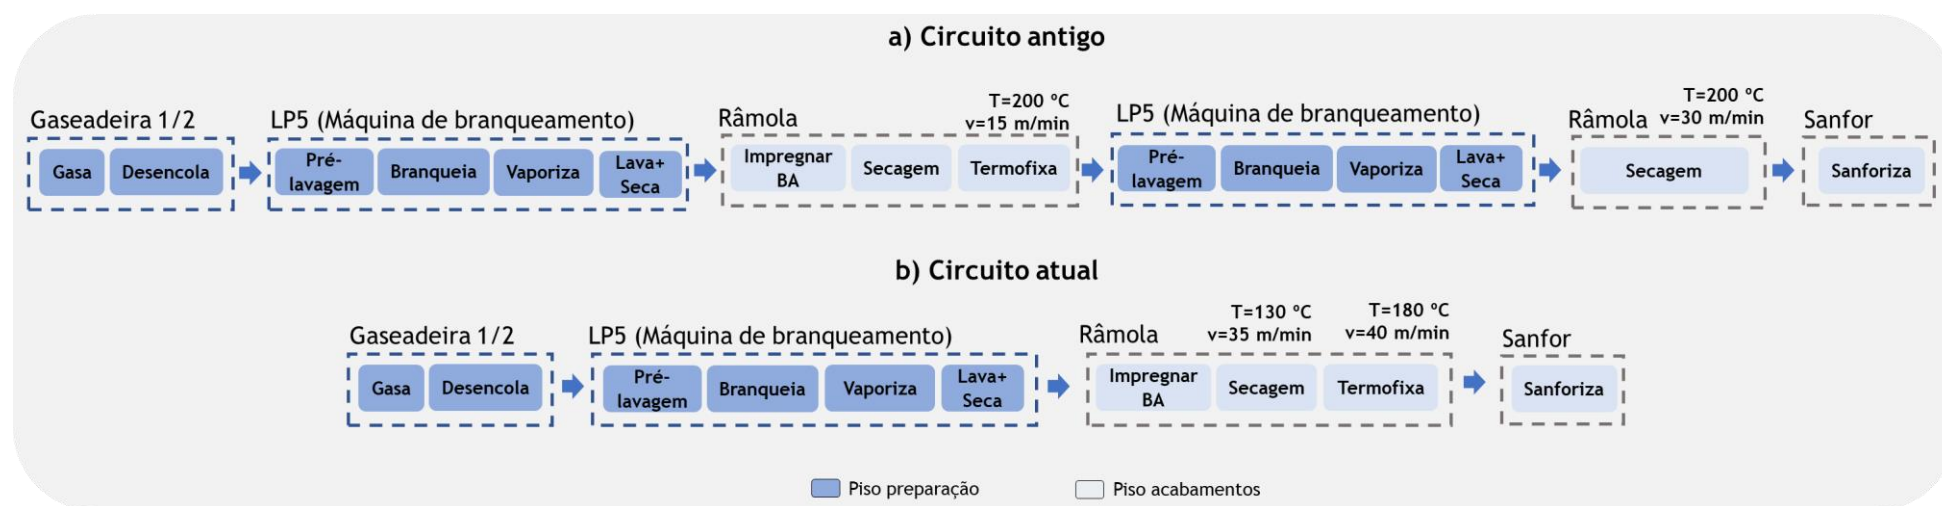 a) Circuito antigo
Gaseadeira 1/2
Gasa
Desencola
LP5 (Máquina de branqueamento)
Pré-
lavagem
Branqueia
Vaporiza
Lava+
Seca
Râmola
T=200 ºC
v=15 m/min
Impregnar
BA
Secagem
Termofixa
LP5 (Máquina de branqueamento)
Pré-
lavagem
Branqueia
Vaporiza
Lava+
Seca
Râmola
T=200 ºC
v=30 m/min
Secagem
Sanfor
Sanforiza
b) Circuito atual
Gaseadeira 1/2
Gasa
Desencola
LP5 (Máquina de branqueamento)
Pré-
lavagem
Branqueia
Vaporiza
Lava+
Seca
Râmola
T=130 ºC
v=35 m/min
T=180 ºC
v=40 m/min
Impregnar
BA
Secagem
Termofixa
Sanfor
Sanforiza
Piso preparação
Piso acabamentos